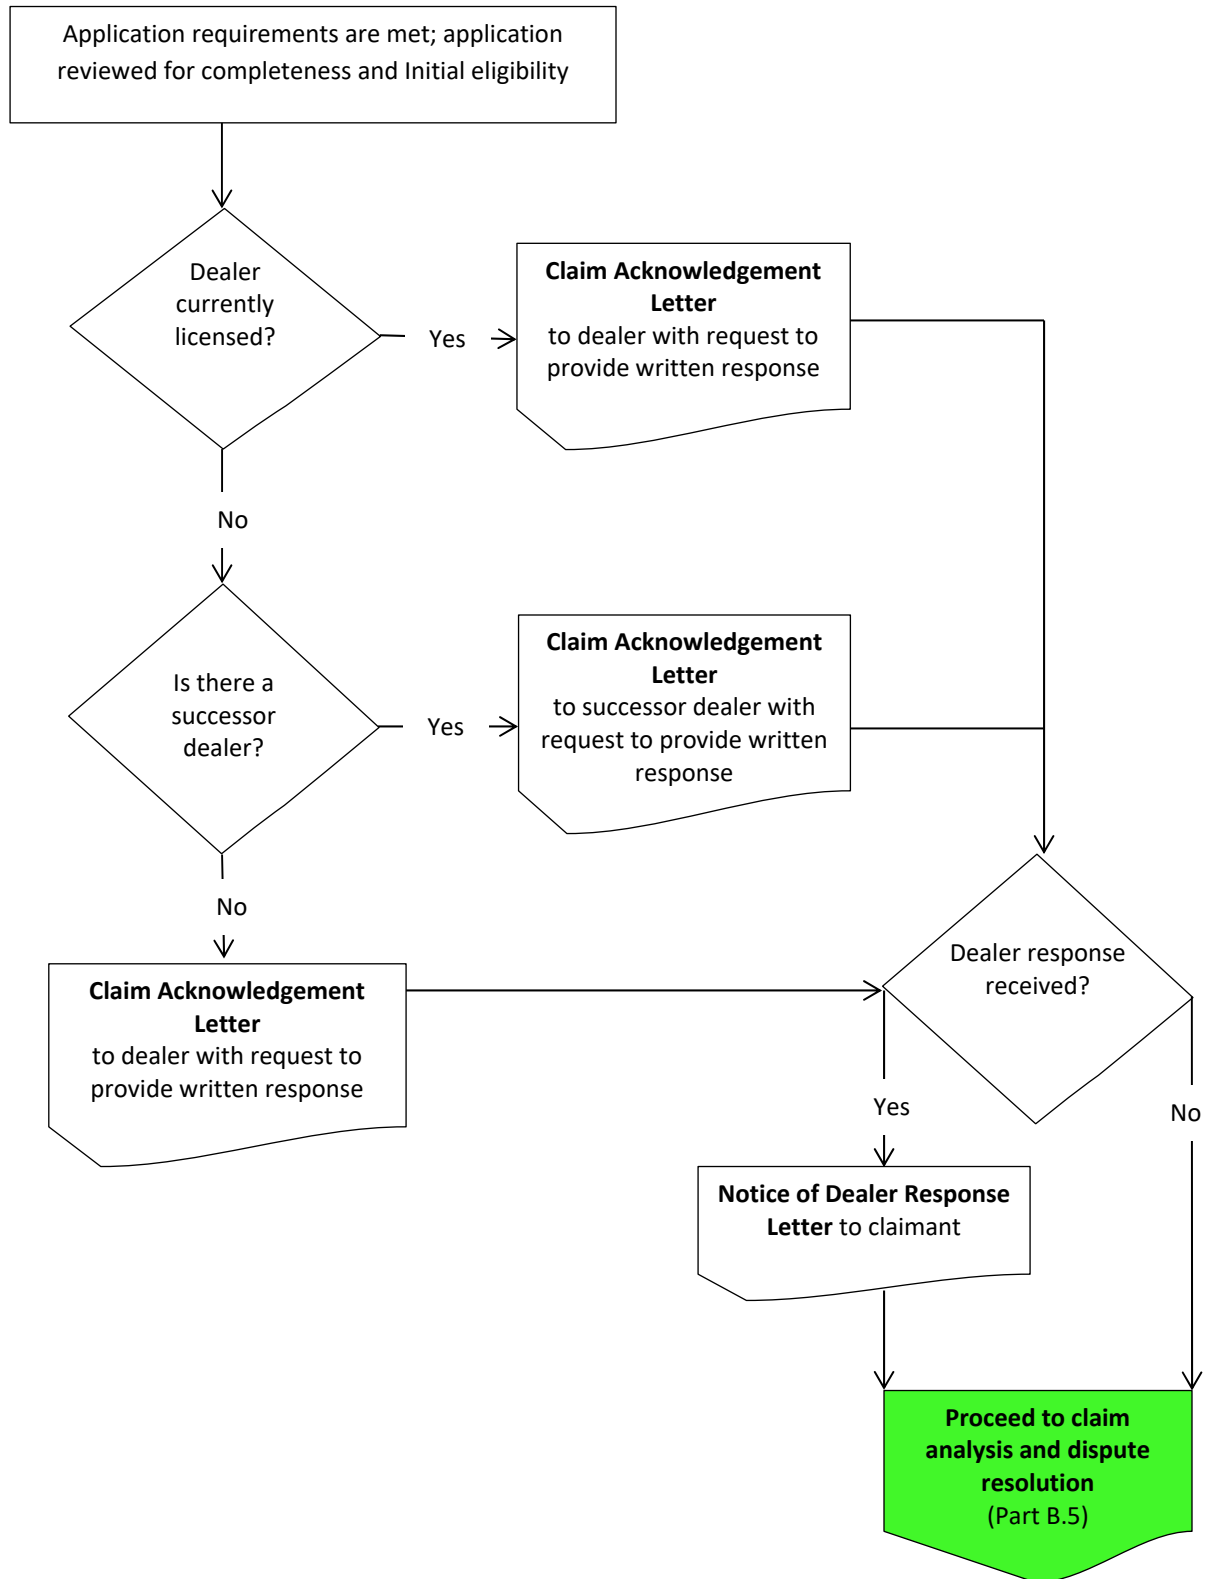 Application requirements are met; application
reviewed for completeness and Initial eligibility
Dealer
currently
licensed?
Yes
Claim Acknowledgement
Letter
to dealer with request to
provide written response
No
Is there a
successor
dealer?
Yes
Claim Acknowledgement
Letter
to successor dealer with
request to provide written
response
No
Claim Acknowledgement
Letter
to dealer with request to
provide written response
Dealer response
received?
Yes
No
Notice of Dealer Response
Letter to claimant
Proceed to claim
analysis and dispute
resolution
(Part B.5)